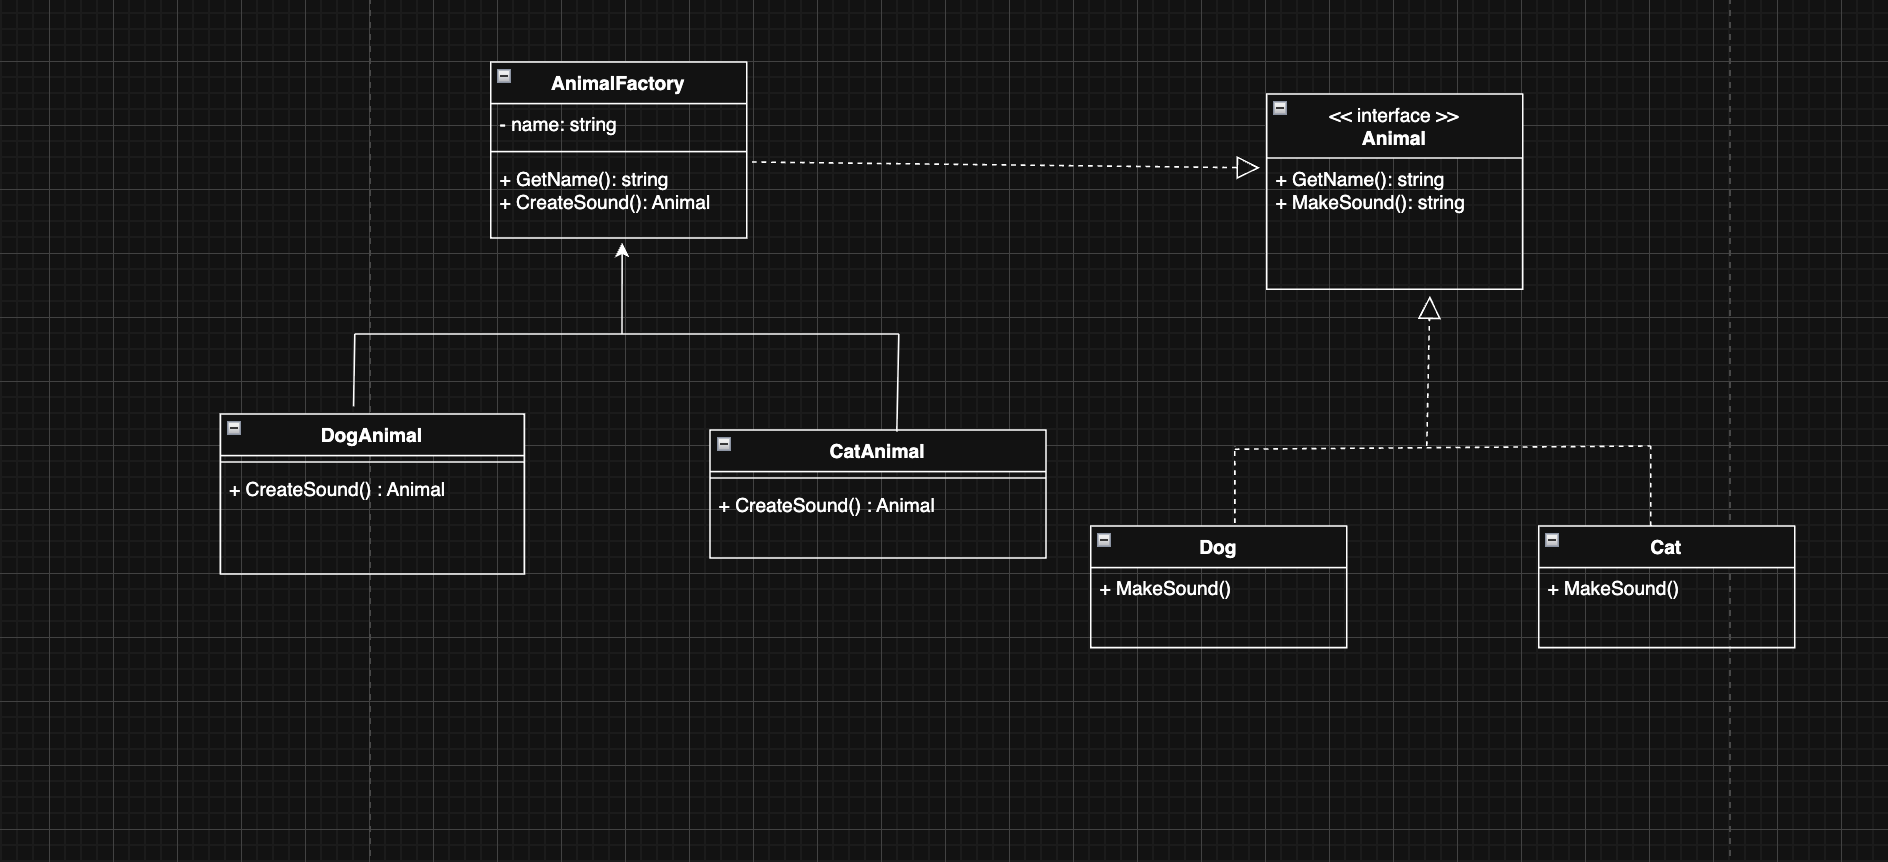 AnimalFactory
- name: string
+ GetName(): string
+ CreateSound(): Animal
<< interface >>
Animal
+ GetName(): string
+ MakeSound(): string
DogAnimal
+ CreateSound() : Animal
CatAnimal
+ CreateSound() : Animal
Dog
+ MakeSound()
Cat
+ MakeSound()